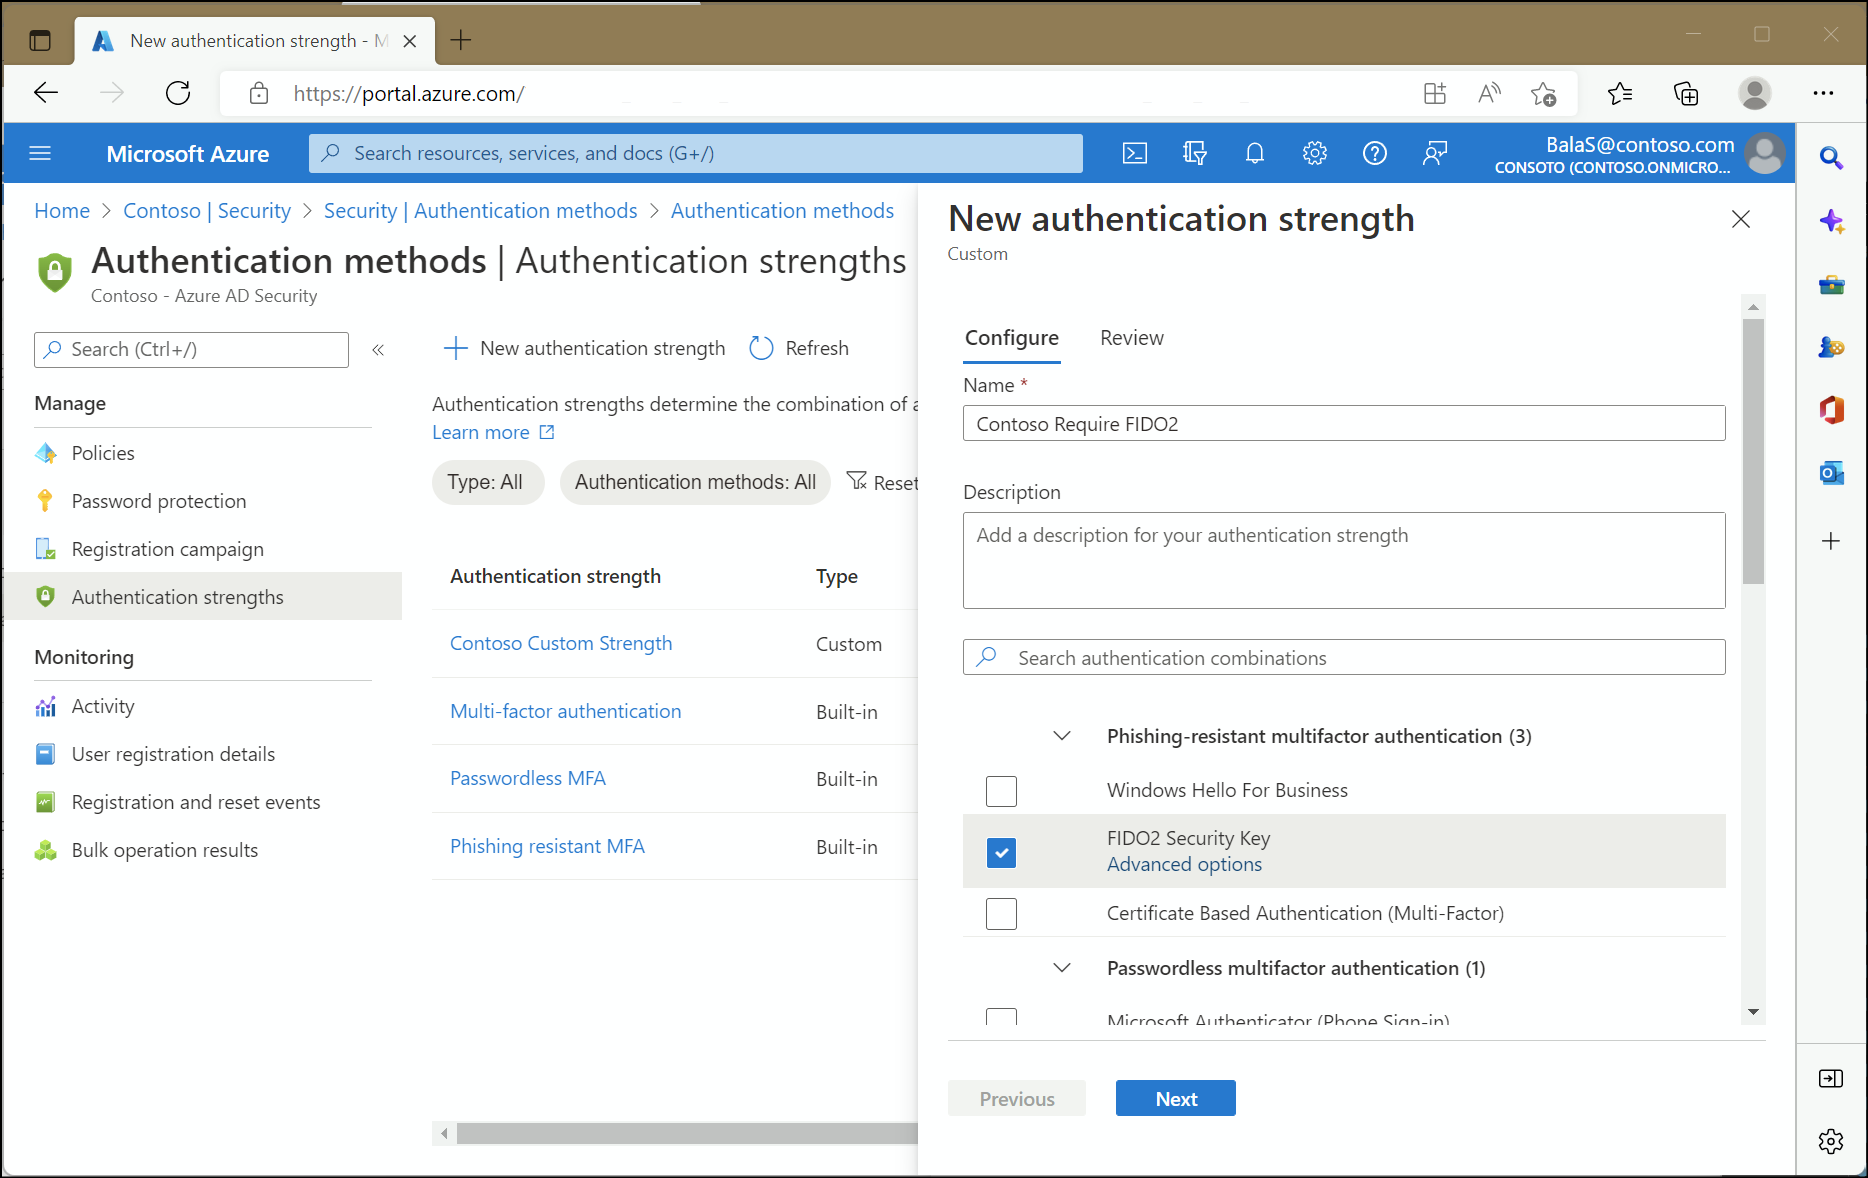 New authentication strength - M
https://portal.azure.com/
Microsoft Azure
Search resources, services, and docs (G+/)
BalaS@contoso.com
CONSOTO (CONTOSO.ONMICRO...
Home > Contoso | Security > Security | Authentication methods > Authentication methods
Authentication methods | Authentication strengths
Contoso - Azure AD Security
Search (Ctrl+/)
«
Manage
Policies
Password protection
Registration campaign
Authentication strengths
Monitoring
Activity
User registration details
Registration and reset events
Bulk operation results
New authentication strength
Refresh
Authentication strengths determine the combination of a
Learn more
Type: All
Authentication methods: All
Reset
Authentication strength Type
Contoso Custom Strength Custom
Multi-factor authentication Built-in
Passwordless MFA Built-in
Phishing resistant MFA Built-in
New authentication strength
Custom
Configure Review
Name *
Contoso Require FIDO2
Description
Add a description for your authentication strength
Search authentication combinations
Phishing-resistant multifactor authentication (3)
Windows Hello For Business
FIDO2 Security Key
Advanced options
Certificate Based Authentication (Multi-Factor)
Passwordless multifactor authentication (1)
Microsoft Authenticator (Phone Sign-in)
Previous Next